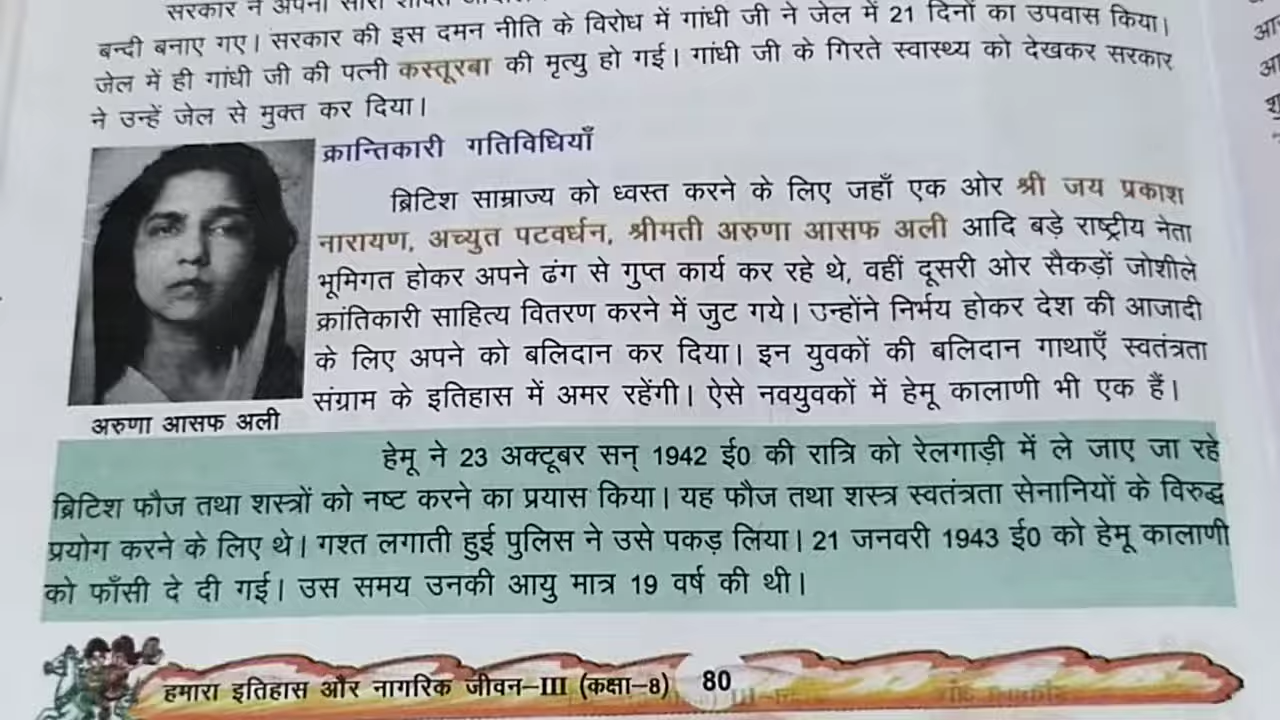 सरकार ने अपनी सारी शक्ति
बन्दी बनाए गए। सरकार की इस दमन नीति के विरोध में गांधी जी ने जेल में 21 दिनों का उपवास किया।
जेल में ही गांधी जी की पत्नी कस्तूरबा की मृत्यु हो गई। गांधी जी के गिरते स्वास्थ्य को देखकर सरकार
ने उन्हें जेल से मुक्त कर दिया।
क्रान्तिकारी गतिविधियाँ
ब्रिटिश साम्राज्य को ध्वस्त करने के लिए जहाँ एक ओर श्री जय प्रकाश
नारायण, अच्युत पटवर्धन, श्रीमती अरुणा आसफ अली आदि बड़े राष्ट्रीय नेता
भूमिगत होकर अपने ढंग से गुप्त कार्य कर रहे थे, वहीं दूसरी ओर सैकड़ों जोशीले
क्रांतिकारी साहित्य वितरण करने में जुट गये। उन्होंने निर्भय होकर देश की आजादी
के लिए अपने को बलिदान कर दिया। इन युवकों की बलिदान गाथाएँ स्वतंत्रता
संग्राम के इतिहास में अमर रहेंगी। ऐसे नवयुवकों में हेमू कालाणी भी एक हैं।
अरुणा आसफ अली
हेमू ने 23 अक्टूबर सन् 1942 ई0 की रात्रि को रेलगाड़ी में ले जाए जा रहे
ब्रिटिश फौज तथा शस्त्रों को नष्ट करने का प्रयास किया। यह फौज तथा शस्त्र स्वतंत्रता सेनानियों के विरुद्ध
प्रयोग करने के लिए थे। गश्त लगाती हुई पुलिस ने उसे पकड़ लिया। 21 जनवरी 1943 ई0 को हेमू कालाणी
को फाँसी दे दी गई। उस समय उनकी आयु मात्र 19 वर्ष की थी।
हमारा इतिहास और नागरिक जीवन-III (कक्षा-8) 80